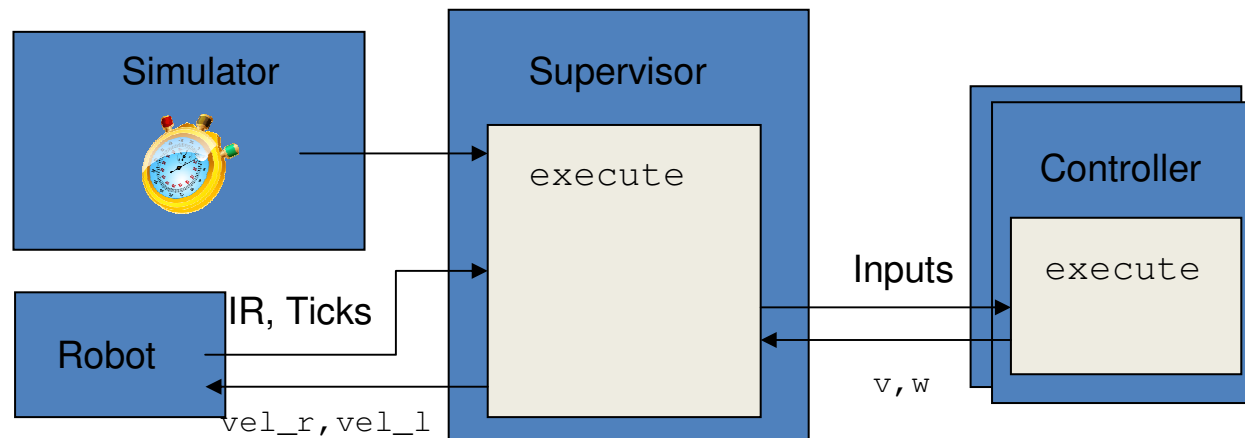 Simulator
Supervisor
execute
Controller
execute
Inputs
IR, Ticks
Robot
v,w
vel_r,vel_l